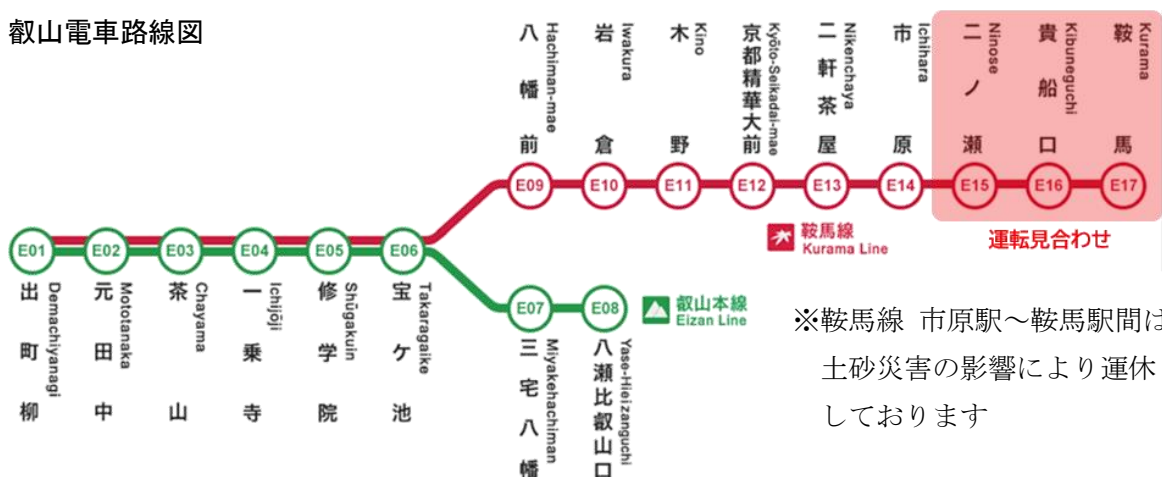 叡山電車路線図
八幡前
Hachiman-mae
岩倉
Iwakura
木野
Kino
京都精華大前
Kyōto-Seikadai-mae
二軒茶屋
Nikenchaya
市原
Ichihara
二ノ瀬
Ninose
貴船口
Kibuneguchi
鞍馬
Kurama
E09
E10
E11
E12
E13
E14
E15
E16
E17
鞍馬線
Kurama Line
運転見合わせ
E01
E02
E03
E04
E05
E06
出町柳
Demachiyanagi
元田中
Mototanaka
茶山
Chayama
一乗寺
Ichijōji
修学院
Shūgakuin
宝ケ池
Takaragaike
E07
E08
叡山本線
Eizan Line
三宅八幡
Miyakehachiman
八瀬比叡山口
Yase-Hieizanguchi
※鞍馬線 市原駅～鞍馬駅間は
土砂災害の影響により運休
しております